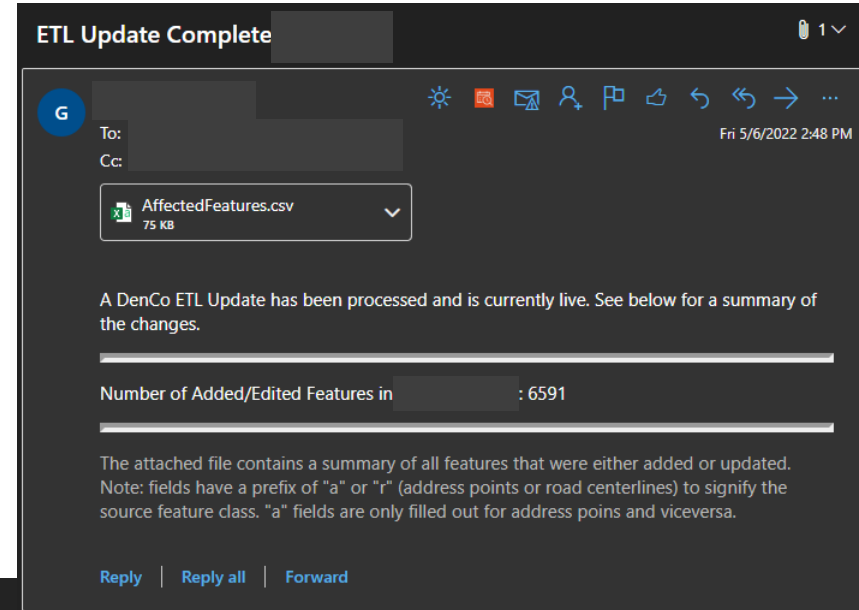 ETL Update Complete
1
G
To:
Fri 5/6/2022 2:48 PM
Cc:
AffectedFeatures.csv
75 KB
A DenCo ETL Update has been processed and is currently live. See below for a summary of
the changes.
Number of Added/Edited Features in : 6591
The attached file contains a summary of all features that were either added or updated.
Note: fields have a prefix of "a" or "r" (address points or road centerlines) to signify the
source feature class. "a" fields are only filled out for address poins and viceversa.
Reply | Reply all | Forward